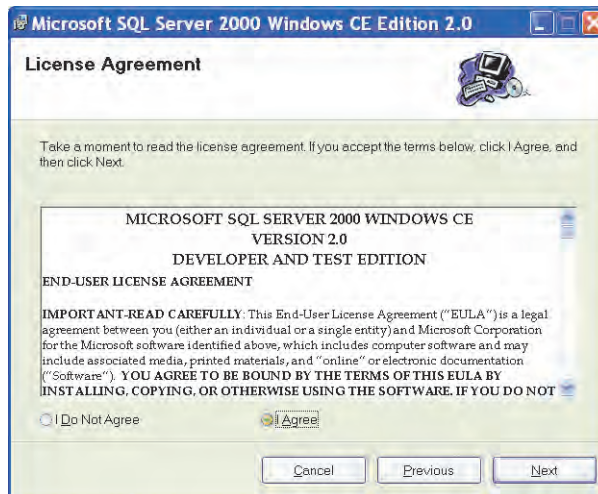 Microsoft SQL Server 2000 Windows CE Edition 2.0
License Agreement
Take a moment to read the license agreement. If you accept the terms below, click I Agree, and
then click Next.
MICROSOFT SQL SERVER 2000 WINDOWS CE
VERSION 2.0
DEVELOPER AND TEST EDITION
END-USER LICENSE AGREEMENT
IMPORTANT-READ CAREFULLY: This End-User License Agreement ("EULA") is a legal
agreement between you (either an individual or a single entity) and Microsoft Corporation
for the Microsoft software identified above, which includes computer software and may
include associated media, printed materials, and "online" or electronic documentation
("Software"). YOU AGREE TO BE BOUND BY THE TERMS OF THIS EULA BY
INSTALLING, COPYING, OR OTHERWISE USING THE SOFTWARE. IF YOU DO NOT
I Do Not Agree
I Agree
Cancel
Previous
Next